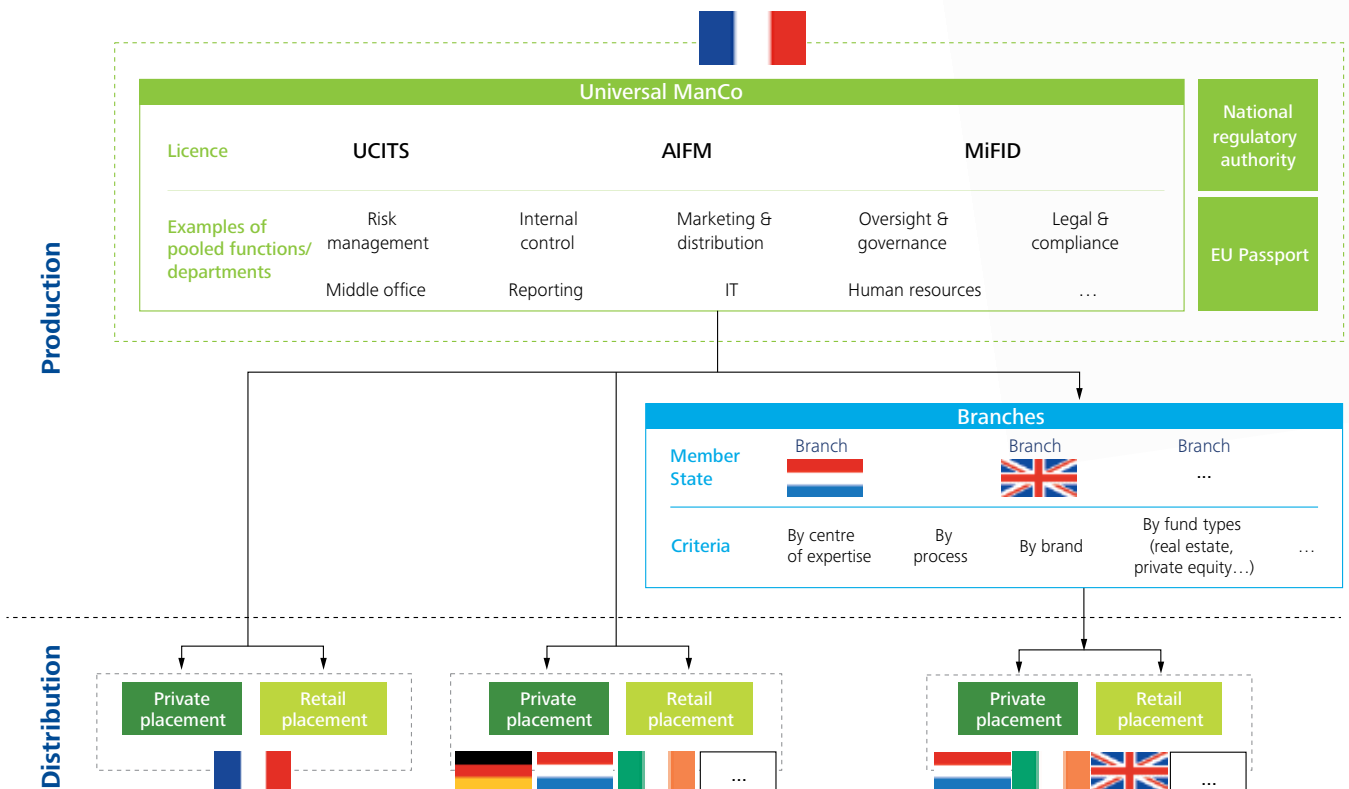 Universal ManCo
National
regulatory
authority
Licence
UCITS
AIFM
MiFID
Examples of
pooled functions/
departments
Risk
management
Internal
control
Marketing &
distribution
Oversight &
governance
Legal &
compliance
Middle office
Reporting
IT
Human resources
…
EU Passport
Production
Branches
Member
State
Branch
Branch
Branch
...
Criteria
By centre
of expertise
By
process
By brand
By fund types
(real estate,
private equity…)
…
Distribution
Private
placement
Retail
placement
Private
placement
Retail
placement
...
Private
placement
Retail
placement
...